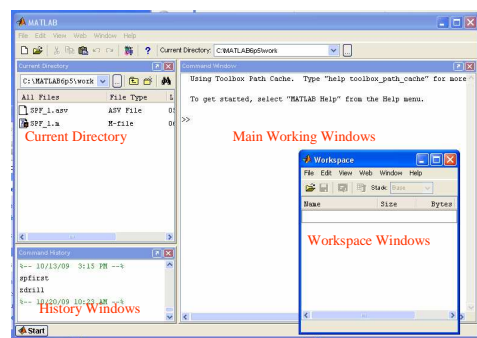 MATLAB
File Edit View Web Window Help
? Current Directory: C:\MATLAB6p5\work ...
Current Directory
C:\MATLAB6p5\work ...
All Files File Type L
SPF_1.asv ASV File 03
SPF_1.m M-file 0
Current Directory
Command History
%-- 10/13/09 3:15 PM --%
spfirst
zdrill
%-- 10/20/09 10:23 AM --%
History Windows
Command Window
Using Toolbox Path Cache. Type "help toolbox_path_cache" for more
To get started, select "MATLAB Help" from the Help menu.
>>
Main Working Windows
Workspace
File Edit View Web Window Help
Stack: Base
Name Size Bytes
Workspace Windows
Start